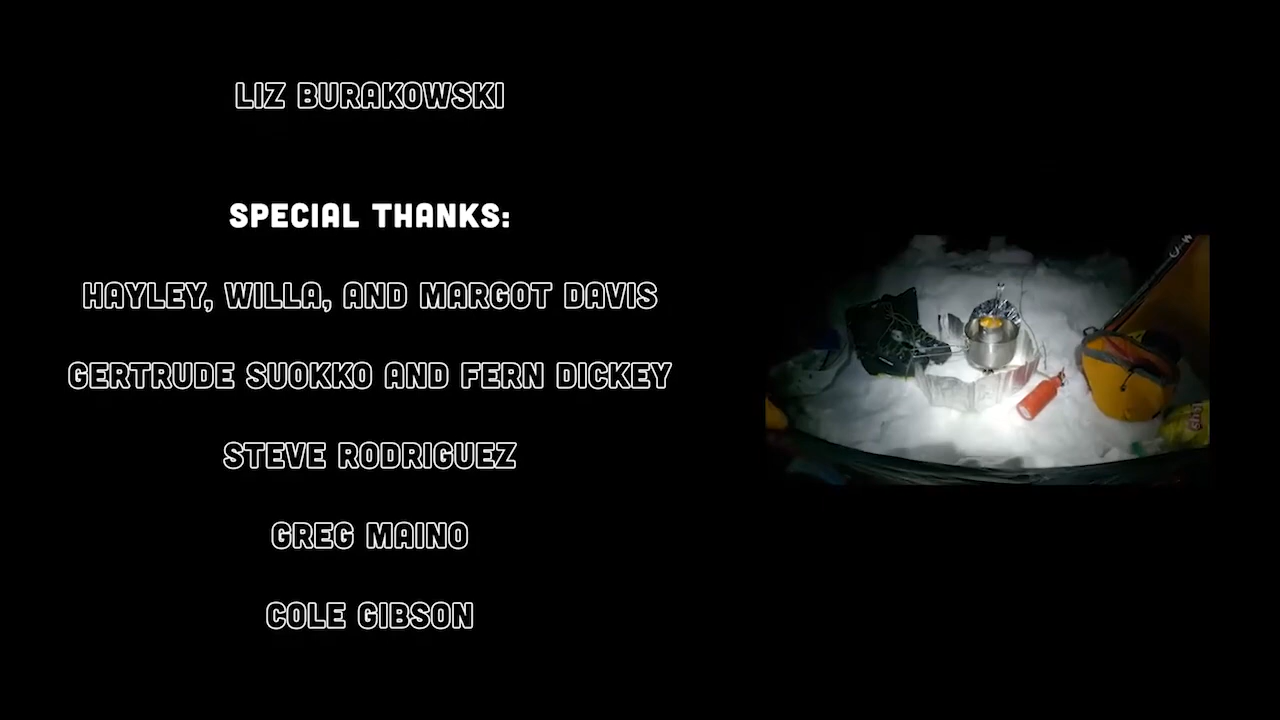 LIZ BURAKOWSKI
SPECIAL THANKS:
HAYLEY, WILLA, AND MARGOT DAVIS
GERTRUDE SUOKKO AND FERN DICKEY
STEVE RODRIGUEZ
GREG MAINO
COLE GIBSON